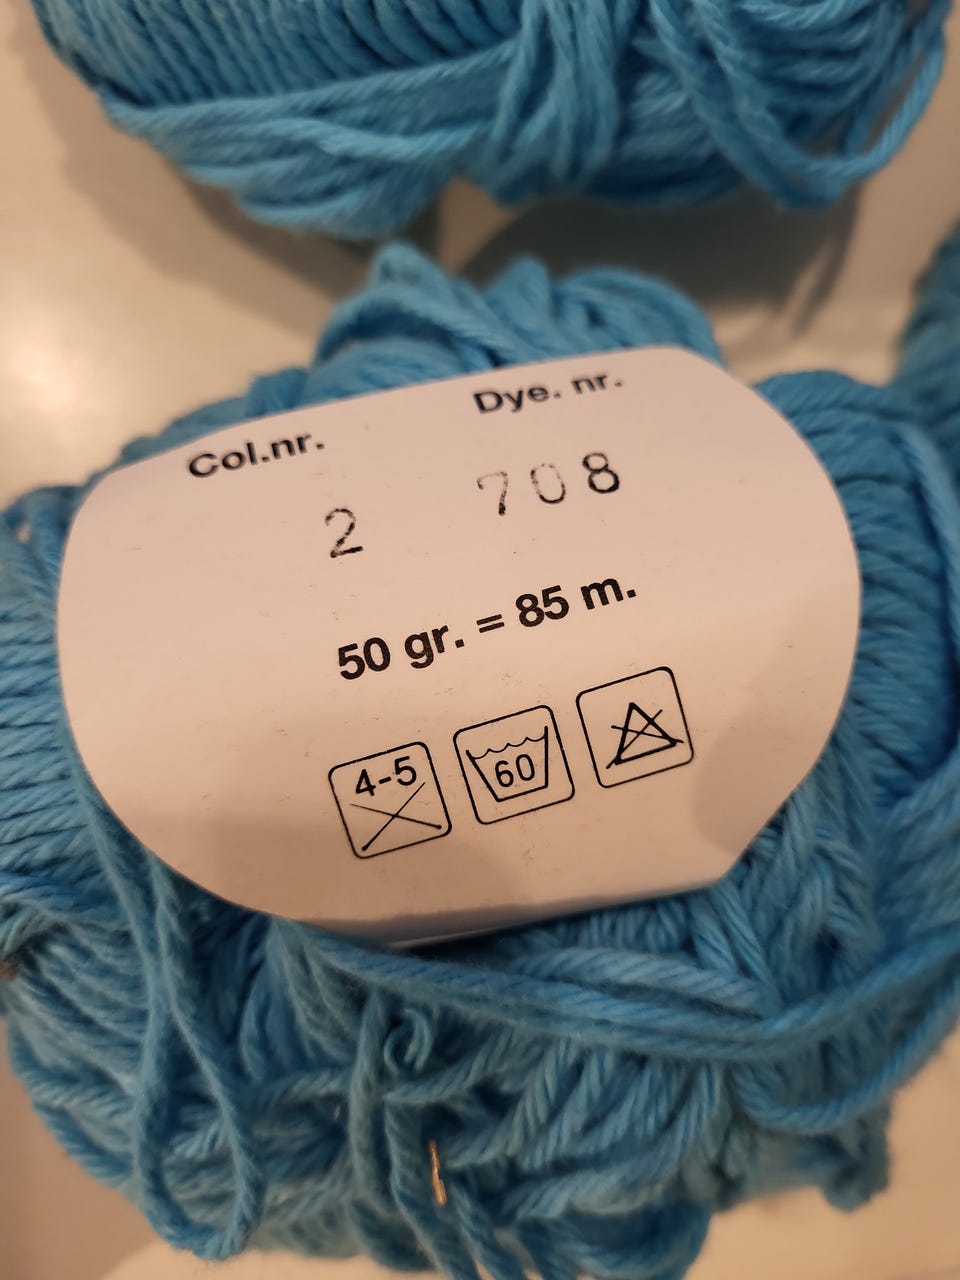 Col.nr. Dye. nr.
2 708
50 gr. = 85 m.
4-5 60